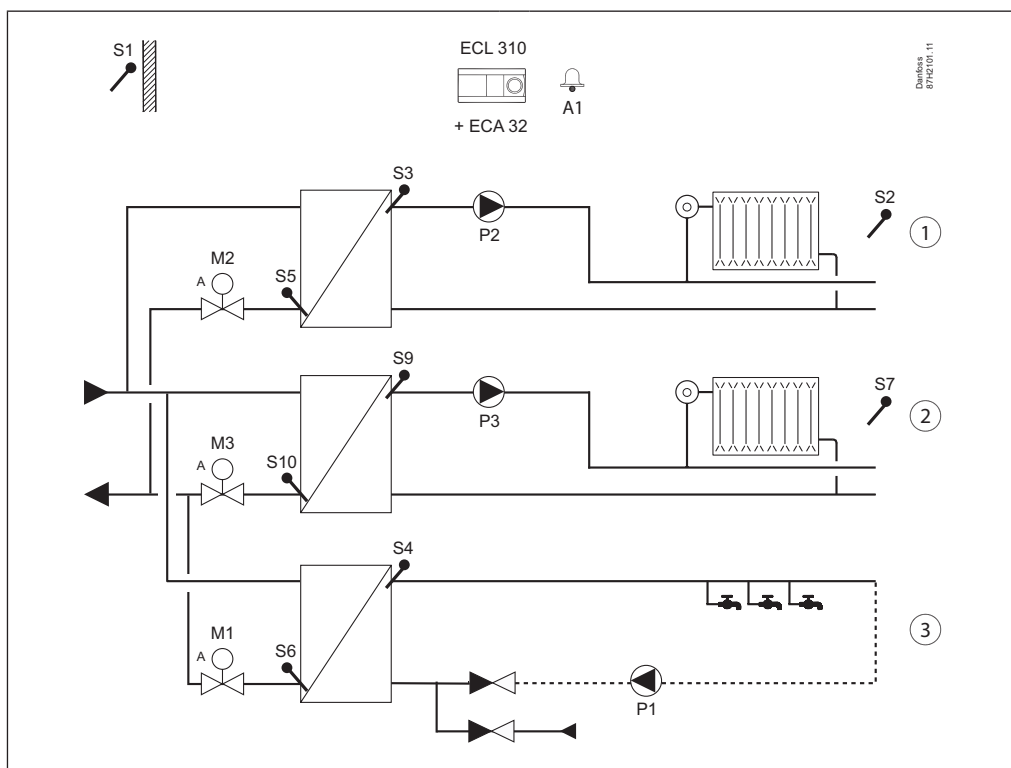 S1
ECL 310
+ ECA 32
A1
Danfoss
87H2101.11
S3
P2
S2
1
M2
A
S5
S9
P3
S7
2
M3
A
S10
S4
3
M1
A
S6
P1